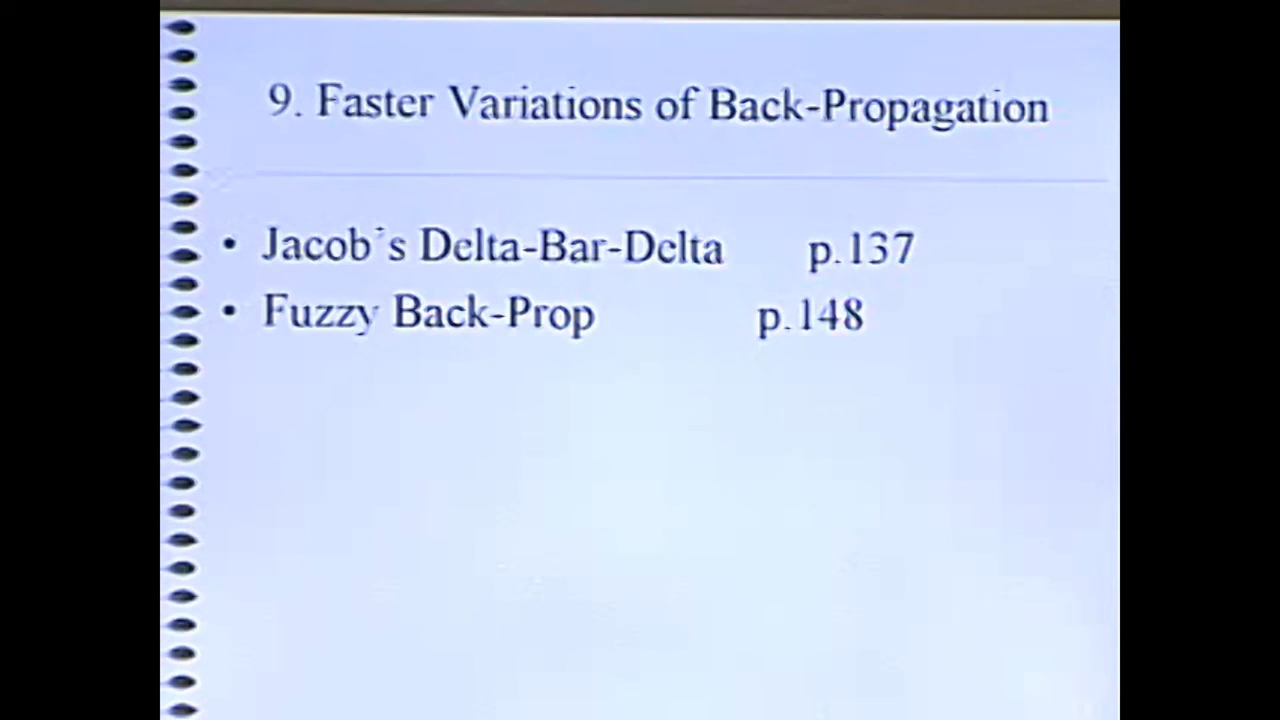 9. Faster Variations of Back-Propagation
• Jacob´s Delta-Bar-Delta p.137
• Fuzzy Back-Prop p.148